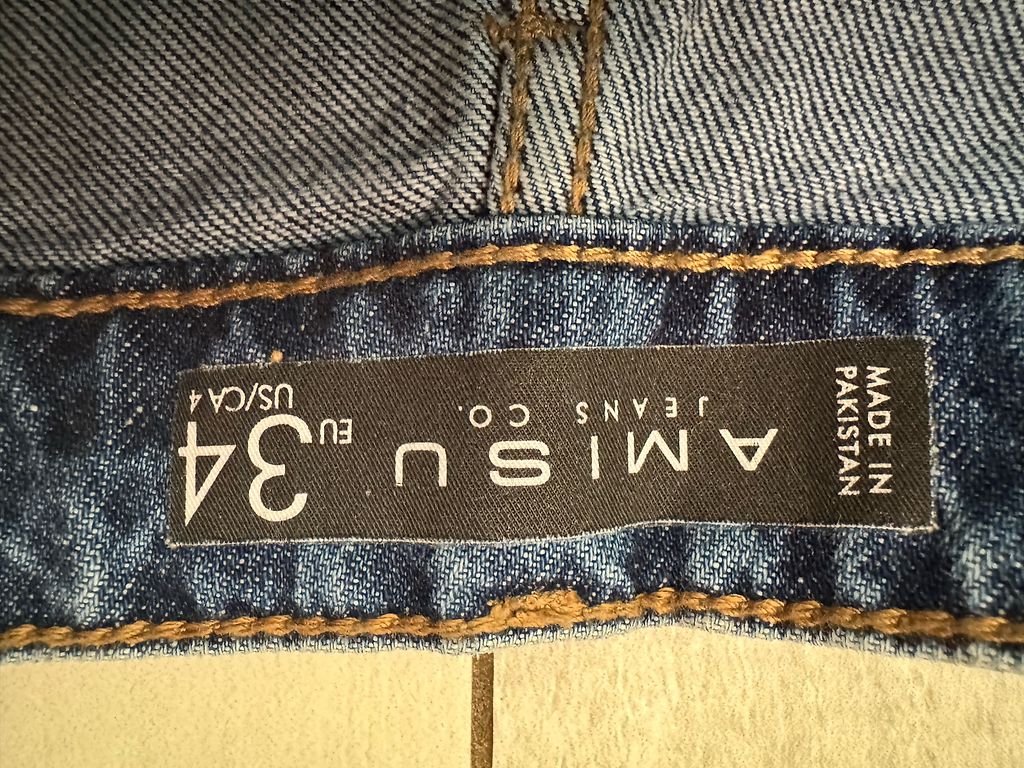 MADE IN
PAKISTAN
AMISU
JEANS CO.
EU
34
US/CA 4